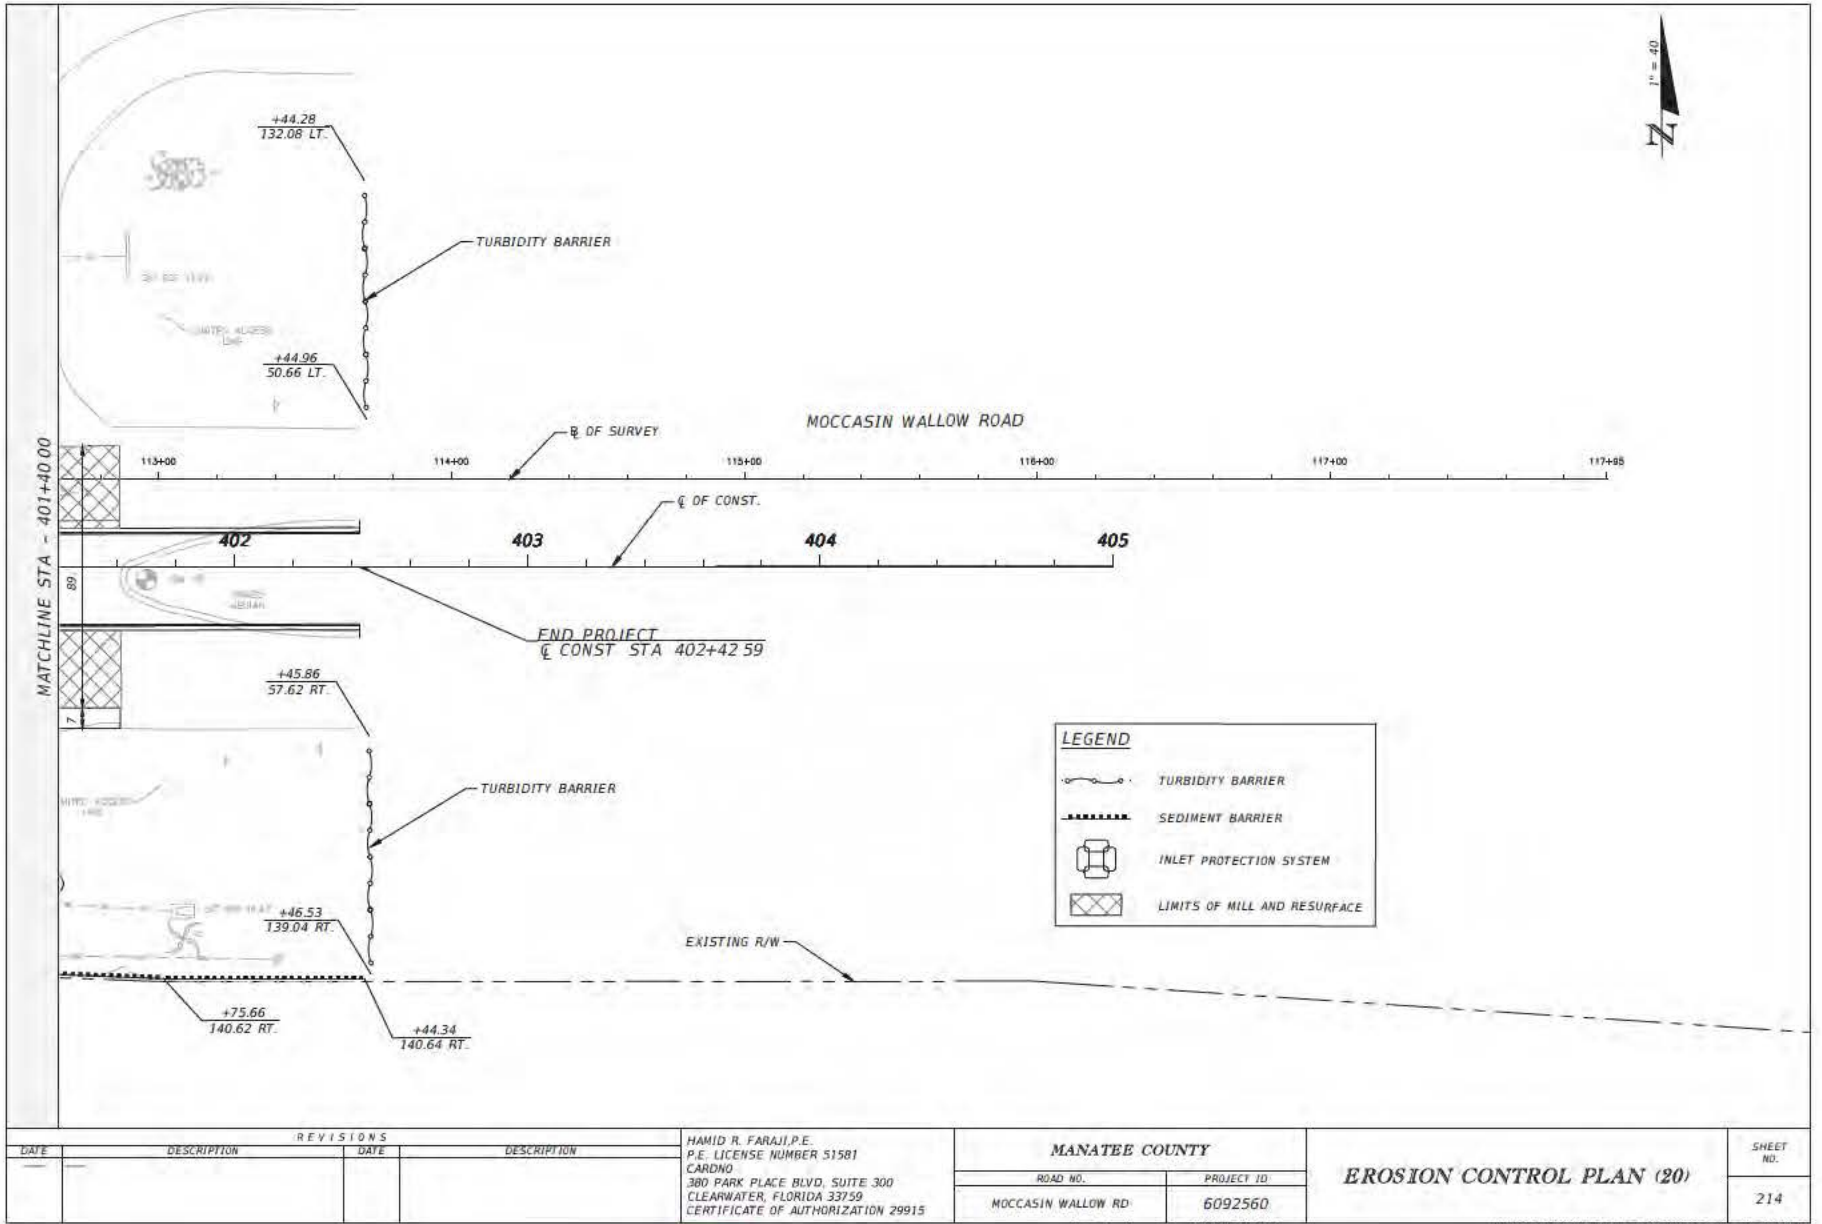 1" = 40
N
+44.28
132.08 LT.
TURBIDITY BARRIER
+44.96
50.66 LT.
MOCCASIN WALLOW ROAD
℄ OF SURVEY
113+00
114+00
115+00
116+00
117+00
117+95
MATCHLINE STA - 401+40 00
℄ OF CONST.
402
403
404
405
89
MEDIAN
END PROJECT
℄ CONST STA 402+42 59
+45.86
57.62 RT.
7
TURBIDITY BARRIER
LEGEND
TURBIDITY BARRIER
SEDIMENT BARRIER
INLET PROTECTION SYSTEM
LIMITS OF MILL AND RESURFACE
+46.53
139.04 RT.
EXISTING R/W
+75.66
140.62 RT.
+44.34
140.64 RT.
REVISIONS
DATE DESCRIPTION DATE DESCRIPTION
HAMID R. FARAJI,P.E.
P.E. LICENSE NUMBER 51581
CARDNO
380 PARK PLACE BLVD, SUITE 300
CLEARWATER, FLORIDA 33759
CERTIFICATE OF AUTHORIZATION 29915
MANATEE COUNTY
ROAD NO. PROJECT ID
MOCCASIN WALLOW RD 6092560
EROSION CONTROL PLAN (20)
SHEET
NO.
214